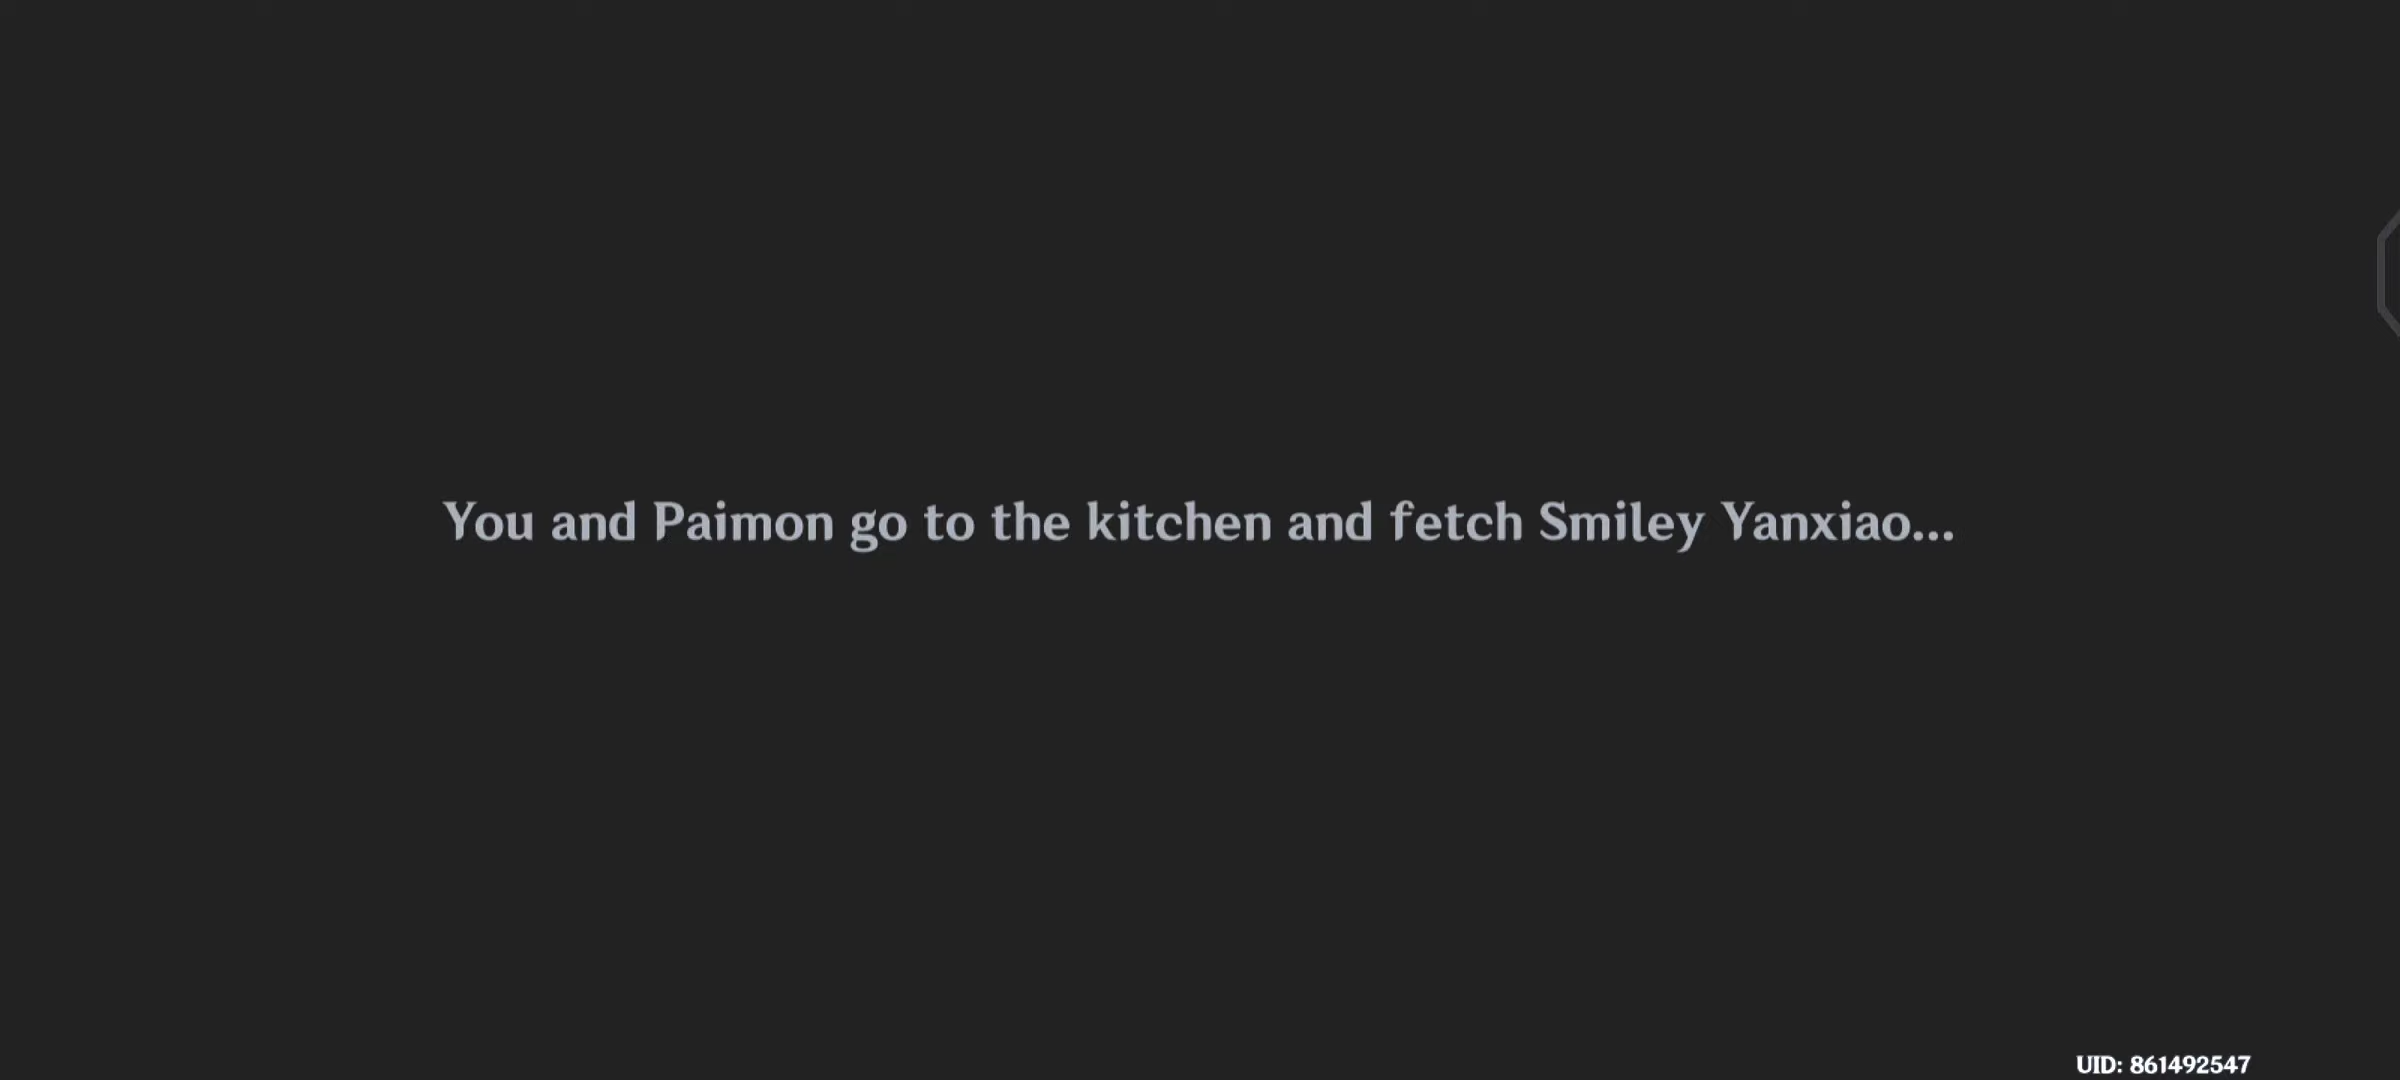 You and Paimon go to the kitchen and fetch Smiley Yanxiao...
UID: 861492547